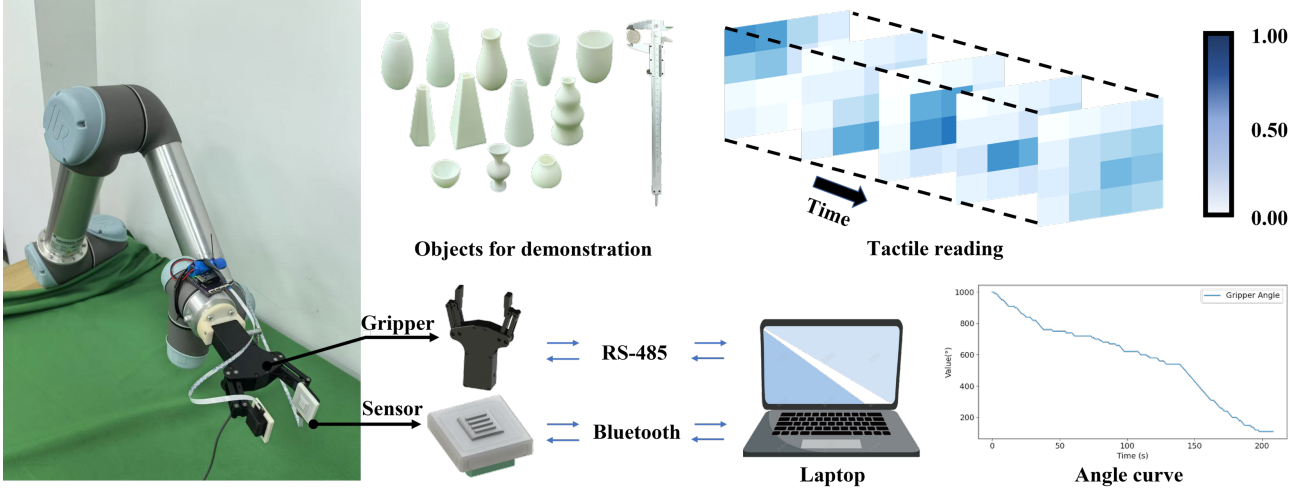 1.00
0.50
0.00
Time
Objects for demonstration
Tactile reading
Gripper
RS-485
Sensor
Bluetooth
Laptop
Gripper Angle
1000
800
600
400
200
Value(°)
0
50
100
150
200
Time (s)
Angle curve